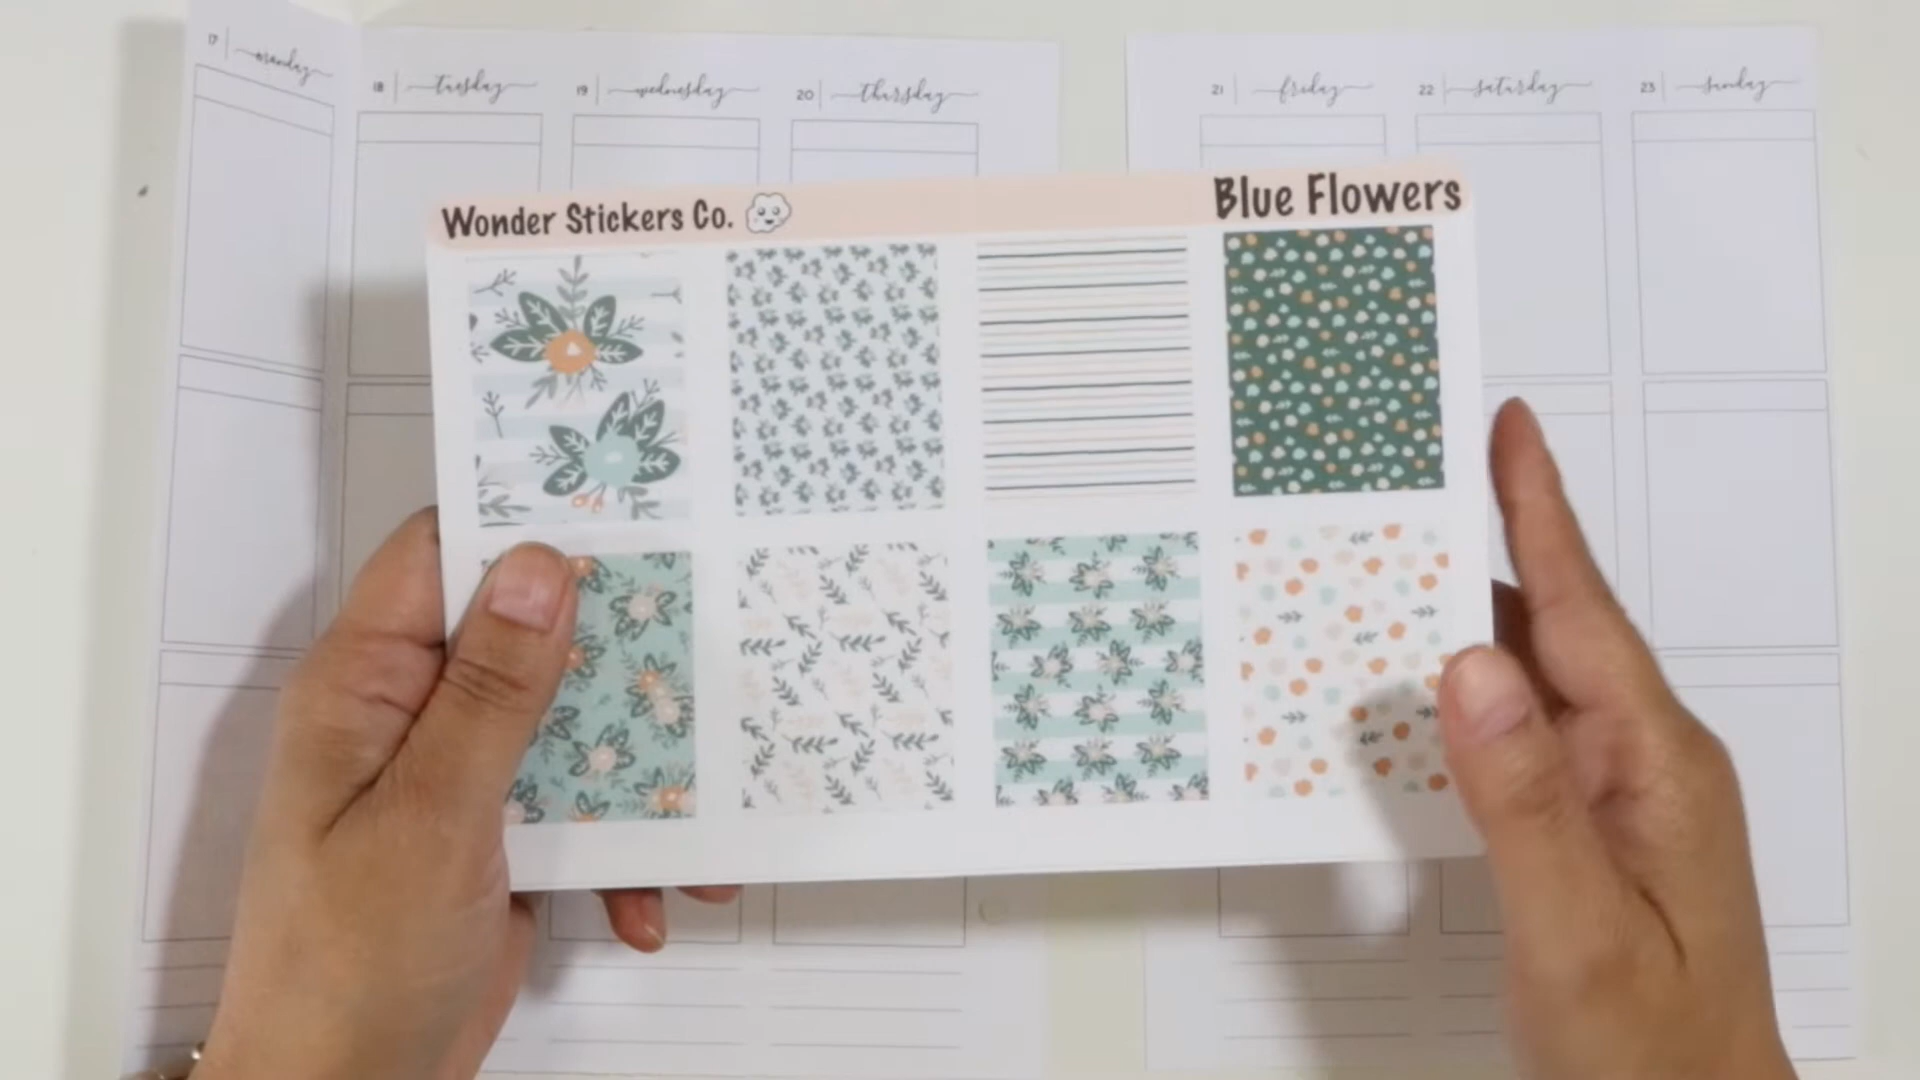 17 monday
18 tuesday
19 wednesday
20 thursday
21 friday
22 saturday
23 sunday
Wonder Stickers Co.
Blue Flowers